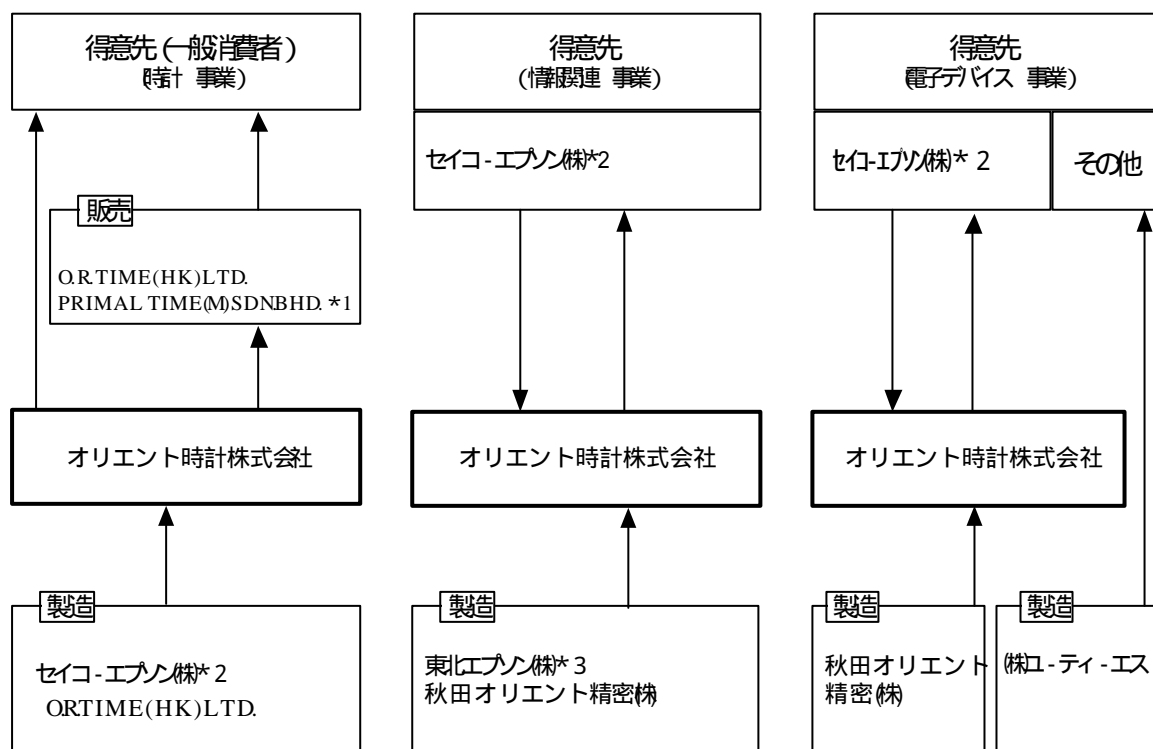 得意先(一般消費者)
(時計 事業)
販売
O.R.TIME(HK)LTD.
PRIMAL TIME(M)SDN.BHD. *1
オリエント時計株式会社
製造
セイコ-エプソン(株)*2
O.R.TIME(HK)LTD.
得意先
(情報関連 事業)
セイコ-エプソン(株)*2
オリエント時計株式会社
製造
東北エプソン(株)*3
秋田オリエント精密(株)
得意先
(電子デバイス 事業)
セイコ-エプソン(株)*2
その他
オリエント時計株式会社
製造
秋田オリエント
精密(株)
製造
(株)ユ-ティ-エス